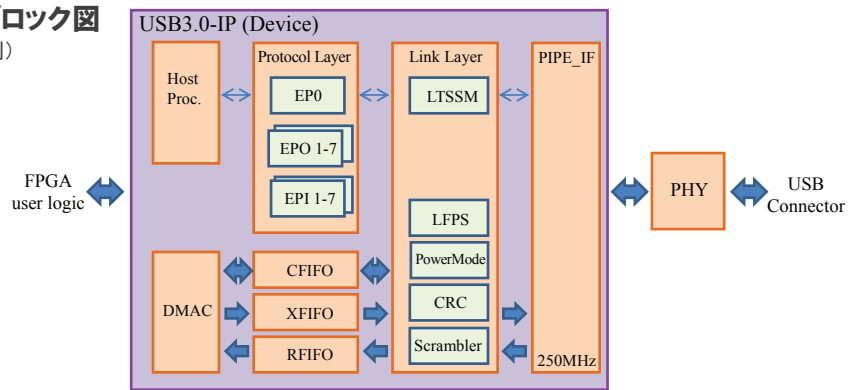 ブロック図
USB3.0-IP (Device)
Host
Proc.
Protocol Layer
EP0
EPO 1-7
EPI 1-7
Link Layer
LTSSM
LFPS
PowerMode
CRC
Scrambler
PIPE_IF
250MHz
DMAC
CFIFO
XFIFO
RFIFO
FPGA
user logic
PHY
USB
Connector